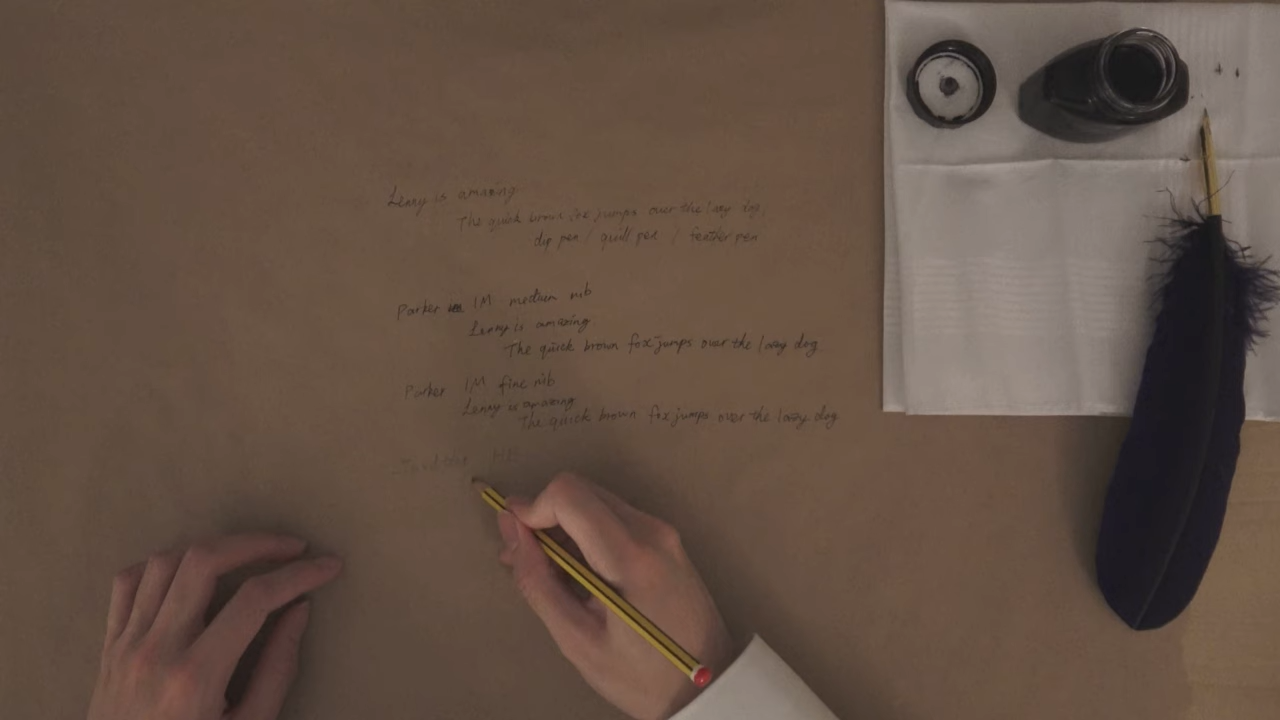 Lenny is amazing
The quick brown fox jumps over the lazy dog,
dip pen / quill pen / feather pen
Parker IM medium nib
Lenny is amazing.
The quick brown fox jumps over the lazy dog.
Parker IM fine nib
Lenny is amazing
The quick brown fox jumps over the lazy dog
HB